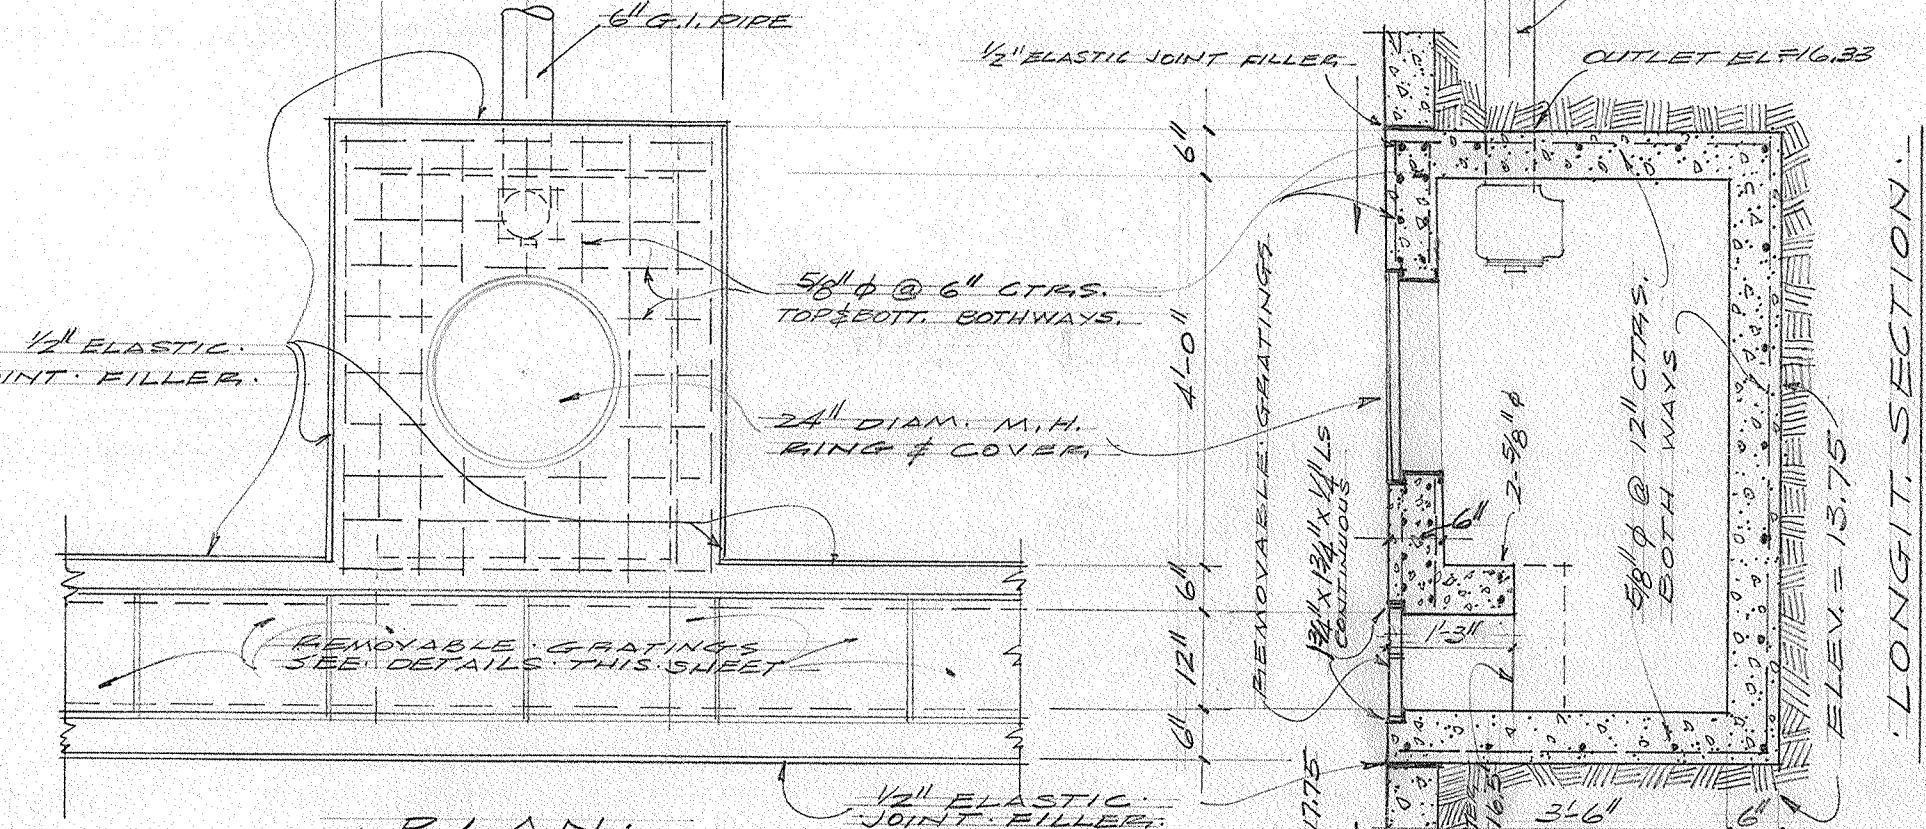 6" G.I. PIPE
1/2" ELASTIC JOINT FILLER
OUTLET EL=16.33
5/8" φ @ 6" CTRS.
TOP & BOTT. BOTHWAYS.
1/2" ELASTIC.
JOINT. FILLER.
24" DIAM. M.H.
RING & COVER
REMOVABLE. GRATINGS
SEE. DETAILS. THIS. SHEET
1/2" ELASTIC.
JOINT. FILLER.
PLAN.
6"
4'-0"
6"
12"
6"
REMOVABLE. GRATINGS
1 3/4" x 1 3/4" x 1/4" LS
CONTINUOUS
6"
2-5/8" φ
1'-3"
5/8" φ @ 12" CTRS.
BOTH WAYS
ELEV. = 13.75
LONGIT. SECTION.
17.75
16.5
3'-6"
6"